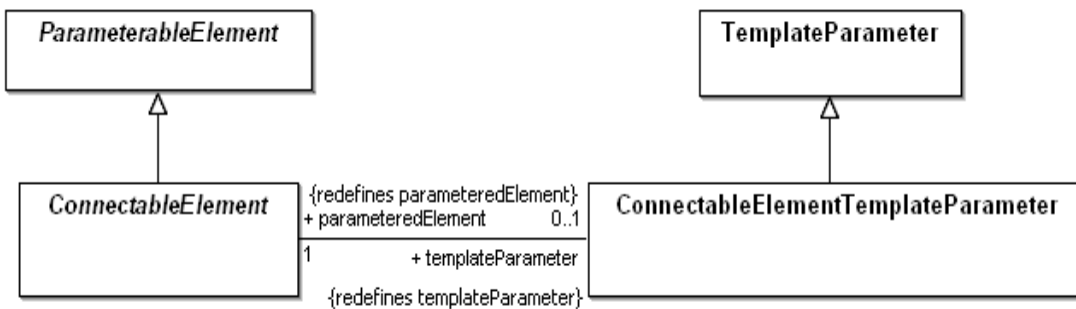 ParameterableElement
TemplateParameter
ConnectableElement
{redefines parameteredElement}
+ parameteredElement 0..1
1 + templateParameter
{redefines templateParameter}
ConnectableElementTemplateParameter